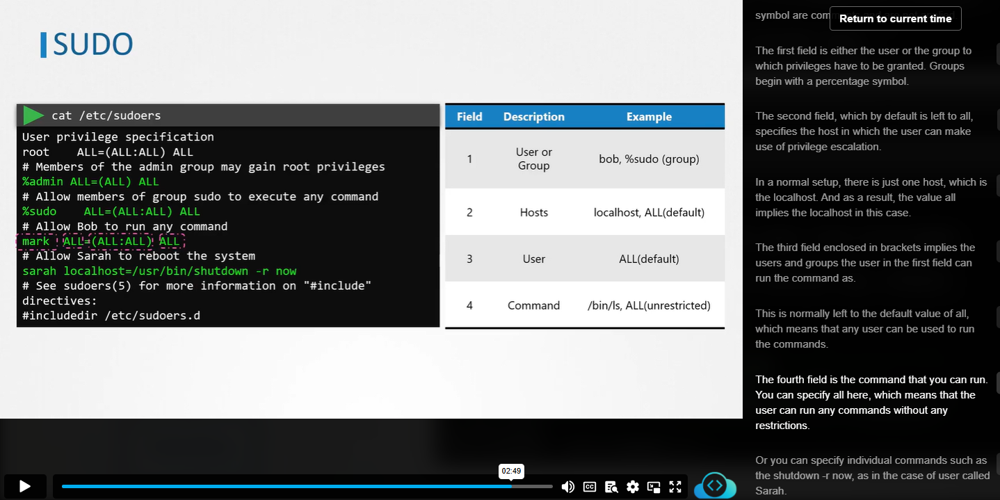 SUDO
cat /etc/sudoers
User privilege specification
root    ALL=(ALL:ALL) ALL
# Members of the admin group may gain root privileges
%admin ALL=(ALL) ALL
# Allow members of group sudo to execute any command
%sudo    ALL=(ALL:ALL) ALL
# Allow Bob to run any command
mark  ALL=(ALL:ALL) ALL
# Allow Sarah to reboot the system
sarah localhost=/usr/bin/shutdown -r now
# See sudoers(5) for more information on "#include"
directives:
#includedir /etc/sudoers.d
Field Description Example
1 User or Group bob, %sudo (group)
2 Hosts localhost, ALL(default)
3 User ALL(default)
4 Command /bin/ls, ALL(unrestricted)
02:49
CC
symbol are
Return to current time
The first field is either the user or the group to
which privileges have to be granted. Groups
begin with a percentage symbol.
The second field, which by default is left to all,
specifies the host in which the user can make
use of privilege escalation.
In a normal setup, there is just one host, which is
the localhost. And as a result, the value all
implies the localhost in this case.
The third field enclosed in brackets implies the
users and groups the user in the first field can
run the command as.
This is normally left to the default value of all,
which means that any user can be used to run
the commands.
The fourth field is the command that you can run.
You can specify all here, which means that the
user can run any commands without any
restrictions.
Or you can specify individual commands such as
the shutdown -r now, as in the case of user called
Sarah.